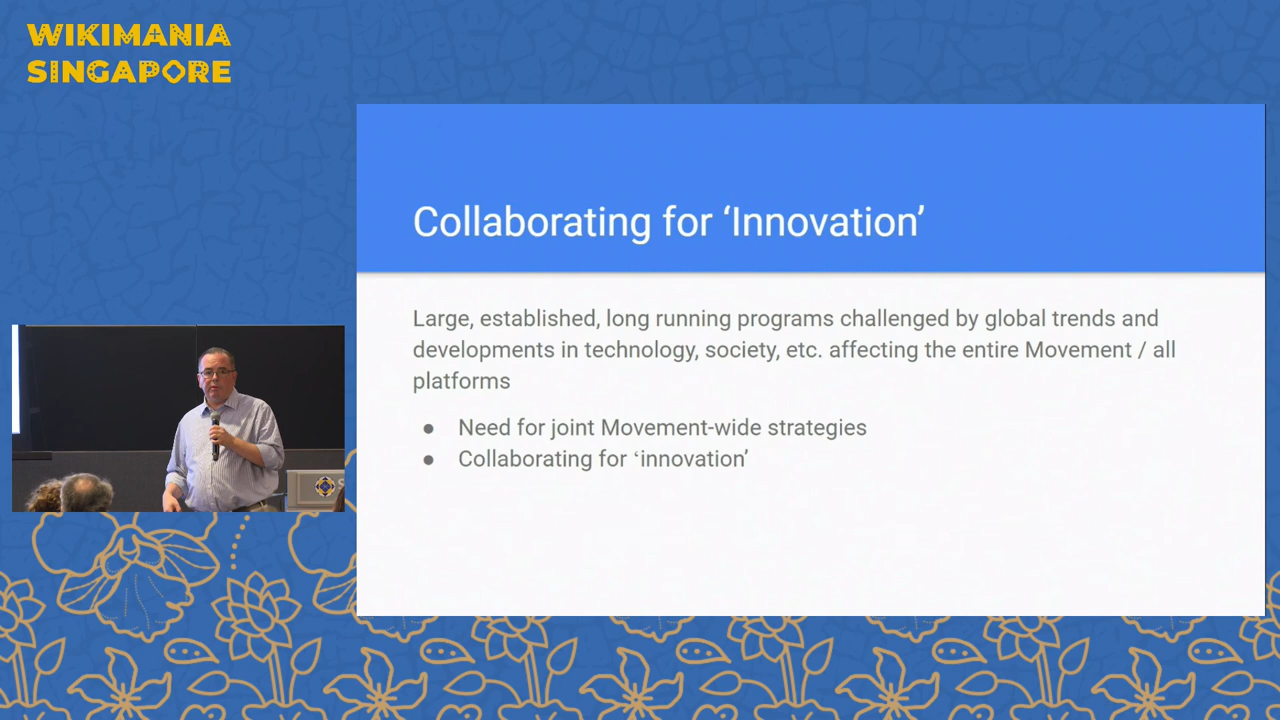 WIKIMANIA
SINGAPORE
Collaborating for ‘Innovation’
Large, established, long running programs challenged by global trends and
developments in technology, society, etc. affecting the entire Movement / all
platforms
● Need for joint Movement-wide strategies
● Collaborating for ‘innovation’